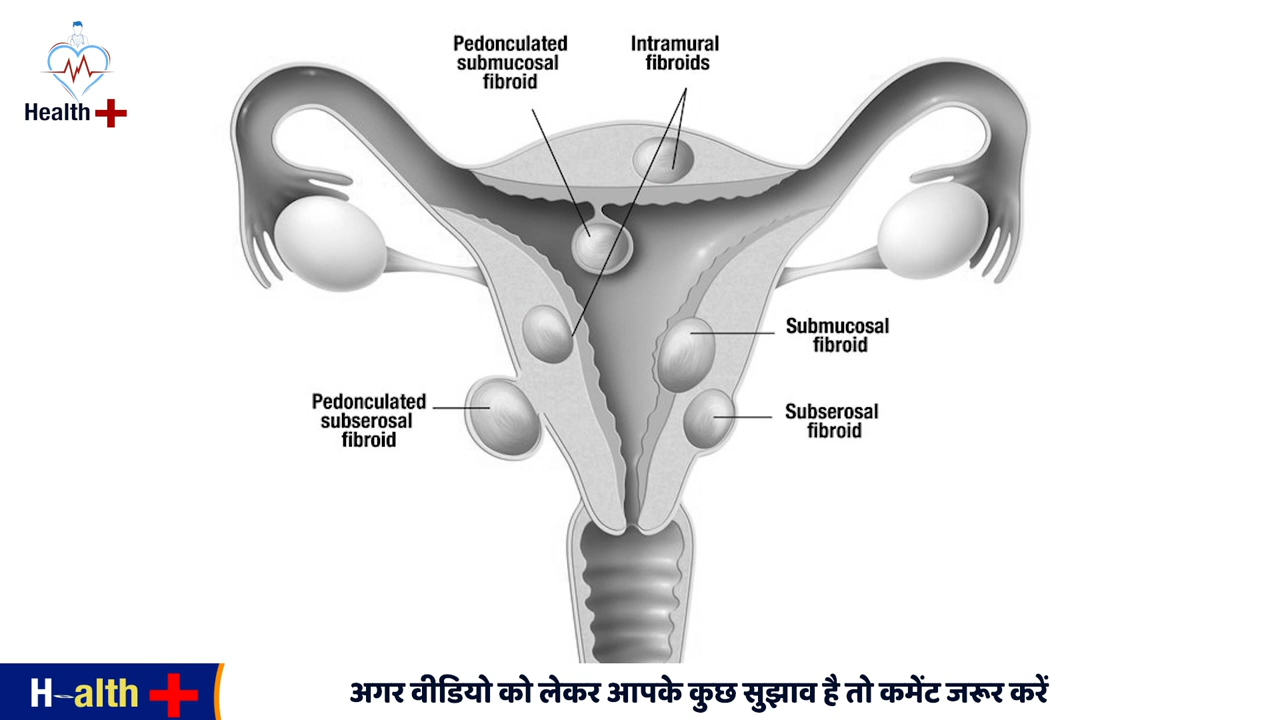 Health
Pedonculated
submucosal
fibroid
Intramural
fibroids
Submucosal
fibroid
Pedonculated
subserosal
fibroid
Subserosal
fibroid
H-alth
अगर वीडियो को लेकर आपके कुछ सुझाव है तो कमेंट जरूर करें